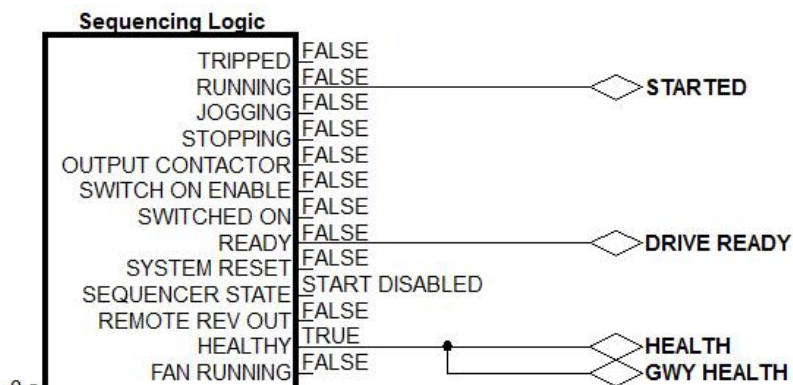 Sequencing Logic
TRIPPED FALSE
RUNNING FALSE STARTED
JOGGING FALSE
STOPPING FALSE
OUTPUT CONTACTOR FALSE
SWITCH ON ENABLE FALSE
SWITCHED ON FALSE
READY FALSE DRIVE READY
SYSTEM RESET FALSE
SEQUENCER STATE START DISABLED
REMOTE REV OUT FALSE
HEALTHY TRUE HEALTH
FAN RUNNING FALSE GWY HEALTH